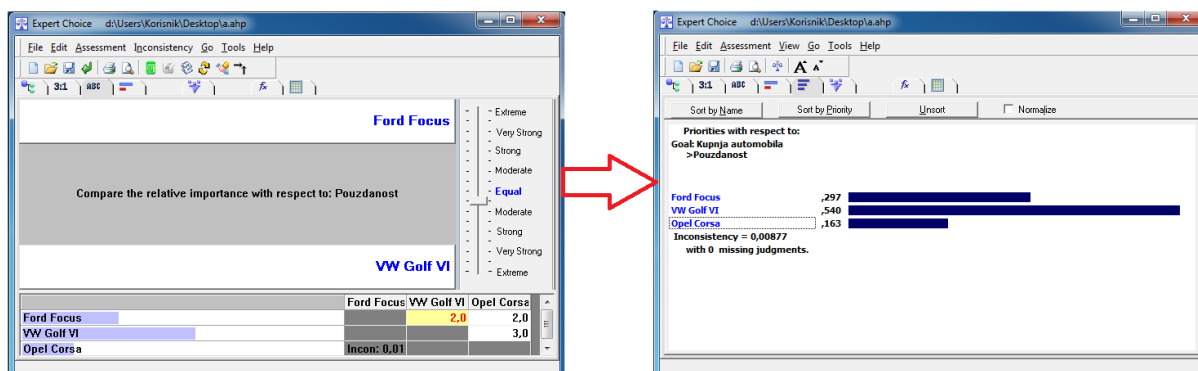 Expert Choice d:\Users\Korisnik\Desktop\a.ahp
File Edit Assessment Inconsistency Go Tools Help
3:1 ABC fx
Ford Focus
Compare the relative importance with respect to: Pouzdanost
VW Golf VI
Extreme
Very Strong
Strong
Moderate
Equal
Moderate
Strong
Very Strong
Extreme
Ford Focus VW Golf VI Opel Corsa
Ford Focus 2,0 2,0
VW Golf VI 3,0
Opel Corsa Incon: 0,01
Expert Choice d:\Users\Korisnik\Desktop\a.ahp
File Edit Assessment View Go Tools Help
A A
3:1 ABC fx
Sort by Name Sort by Priority Unsort Normalize
Priorities with respect to:
Goal: Kupnja automobila
>Pouzdanost
Ford Focus ,297
VW Golf VI ,540
Opel Corsa ,163
Inconsistency = 0,00877
with 0 missing judgments.